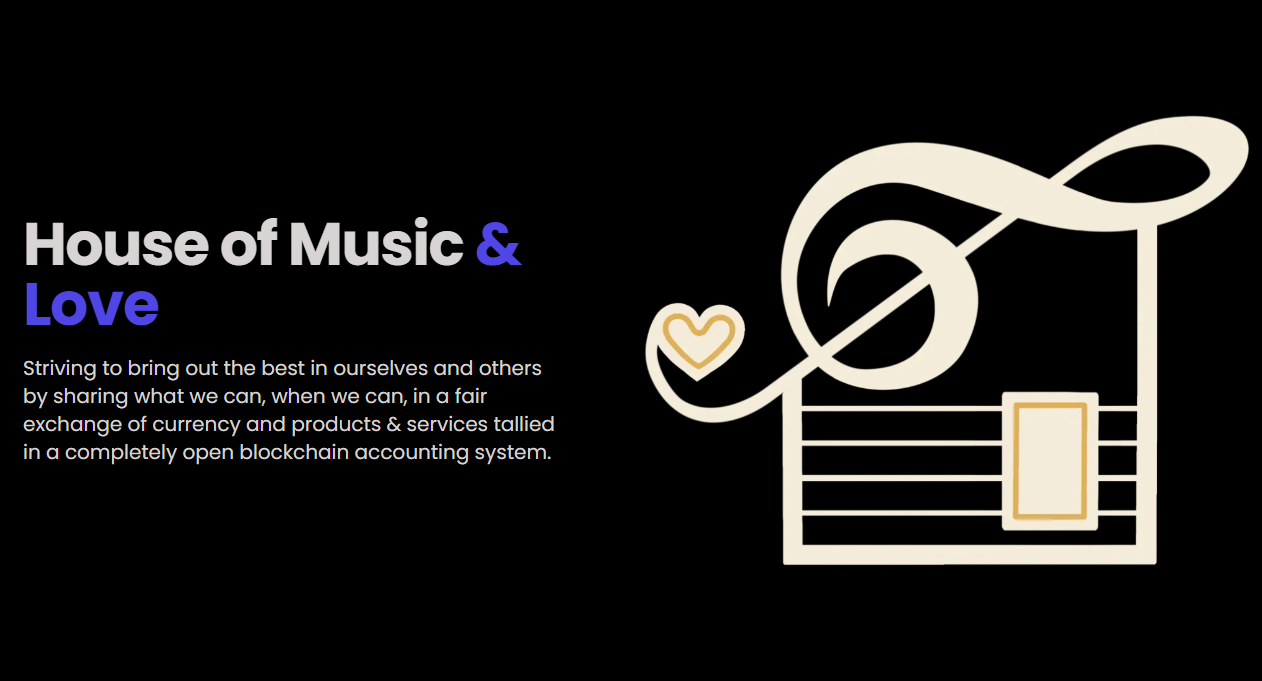 House of Music &
Love
Striving to bring out the best in ourselves and others
by sharing what we can, when we can, in a fair
exchange of currency and products & services tallied
in a completely open blockchain accounting system.